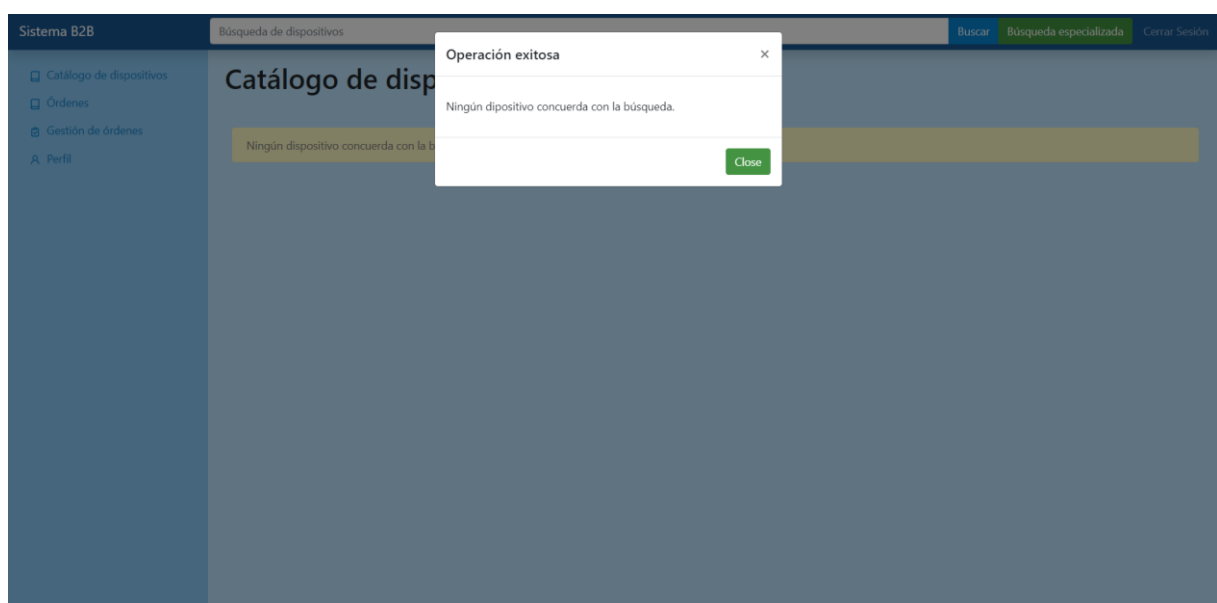 Sistema B2B
Búsqueda de dispositivos
Buscar
Búsqueda especializada
Cerrar Sesión
Catálogo de dispositivos
Órdenes
Gestión de órdenes
Perfil
Catálogo de disp
Ningún dispositivo concuerda con la b
Operación exitosa
×
Ningún dipositivo concuerda con la búsqueda.
Close